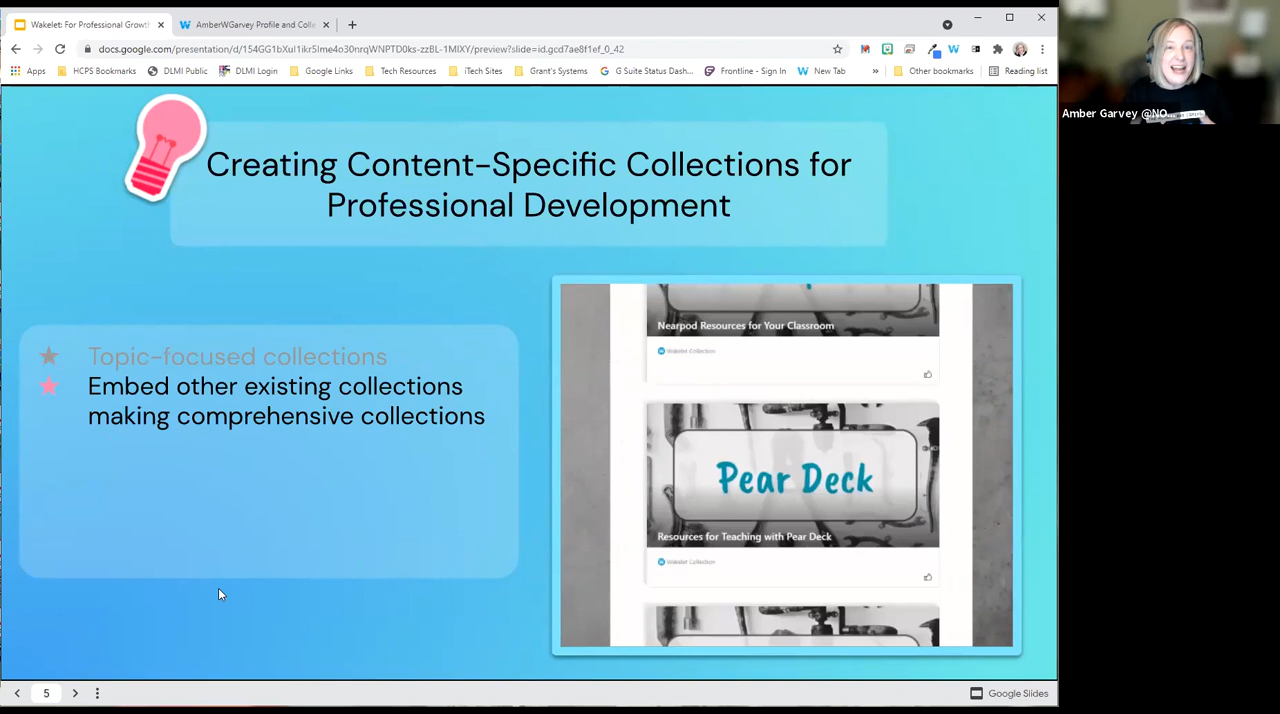 Wakelet: For Professional Growth
AmberWGarvey Profile and Colle
docs.google.com/presentation/d/154GG1bXul1ikr5Ime4o30nrqWNPTD0ks-zzBL-1MIXY/preview?slide=id.gcd7ae8f1ef_0_42
Apps
HCPS Bookmarks
DLMI Public
DLMI Login
Google Links
Tech Resources
iTech Sites
Grant's Systems
G Suite Status Dash...
Frontline - Sign In
New Tab
»
Other bookmarks
Reading list
Amber Garvey @NO...
Creating Content-Specific Collections for
Professional Development
★ Topic-focused collections
★ Embed other existing collections
making comprehensive collections
Nearpod Resources for Your Classroom
Wakelet Collection
Pear Deck
Resources for Teaching with Pear Deck
Wakelet Collection
5
Google Slides